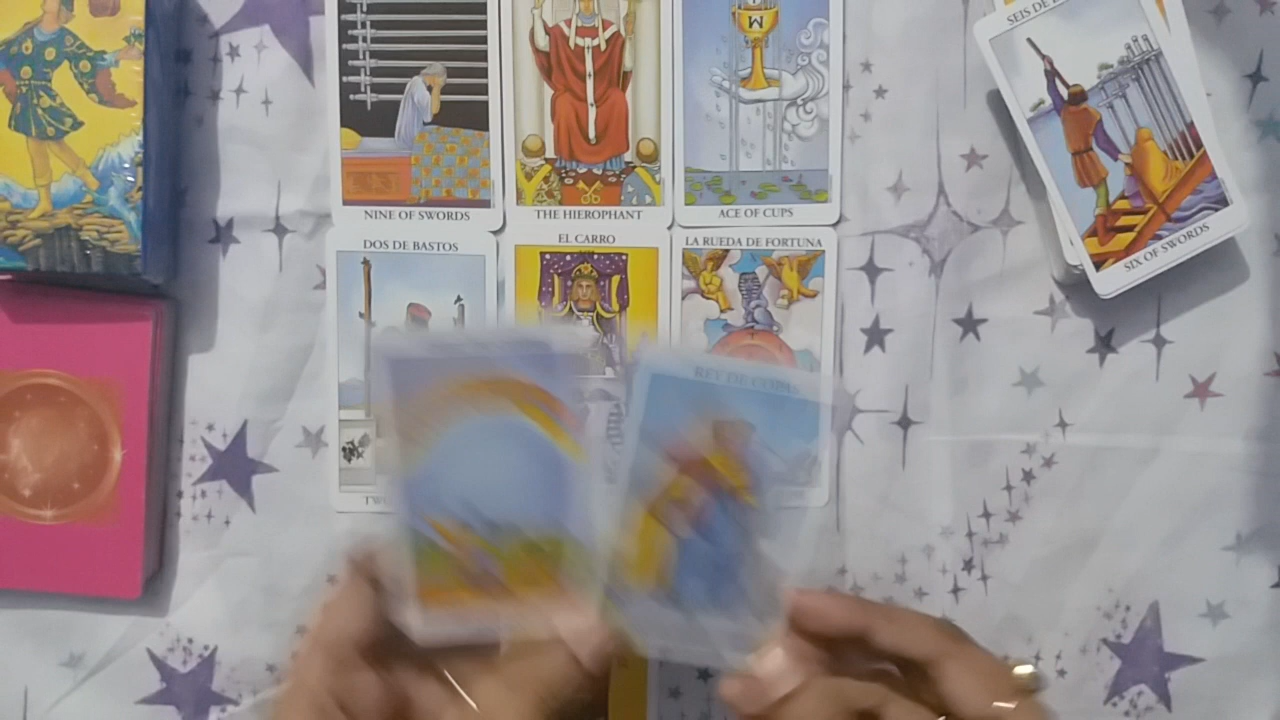 NINE OF SWORDS
THE HIEROPHANT
ACE OF CUPS
SEIS DE
SIX OF SWORDS
DOS DE BASTOS
EL CARRO
LA RUEDA DE FORTUNA
REY DE COPAS
TW